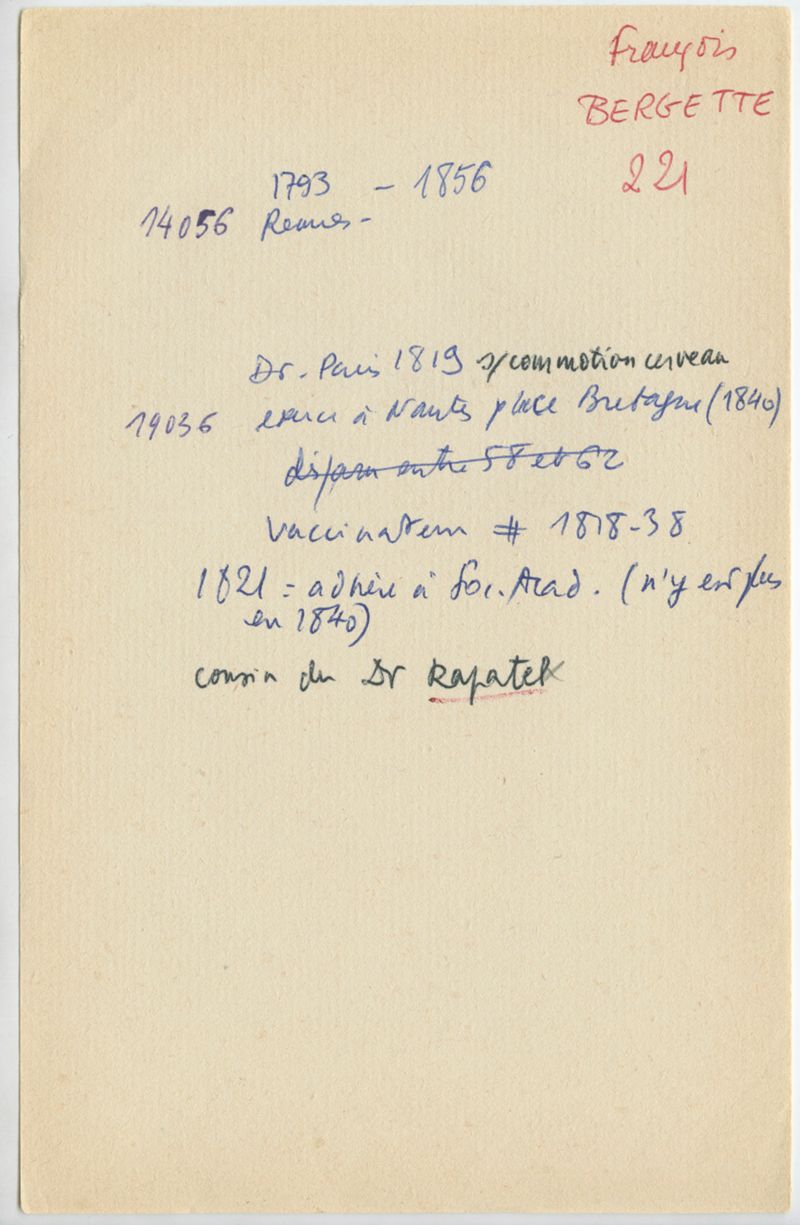 François
BERGETTE
221
1793 - 1856
14056 Rennes -
Dr. Paris 1819 s/commotion cerveau
19036 exerce à Nantes place Bretagne (1840)
disparu entre 58 et 62
Vaccinateur # 1818-38
1821 = adhère à Soc. Acad. (n'y est plus
en 1840)
cousin du Dr Rapatel